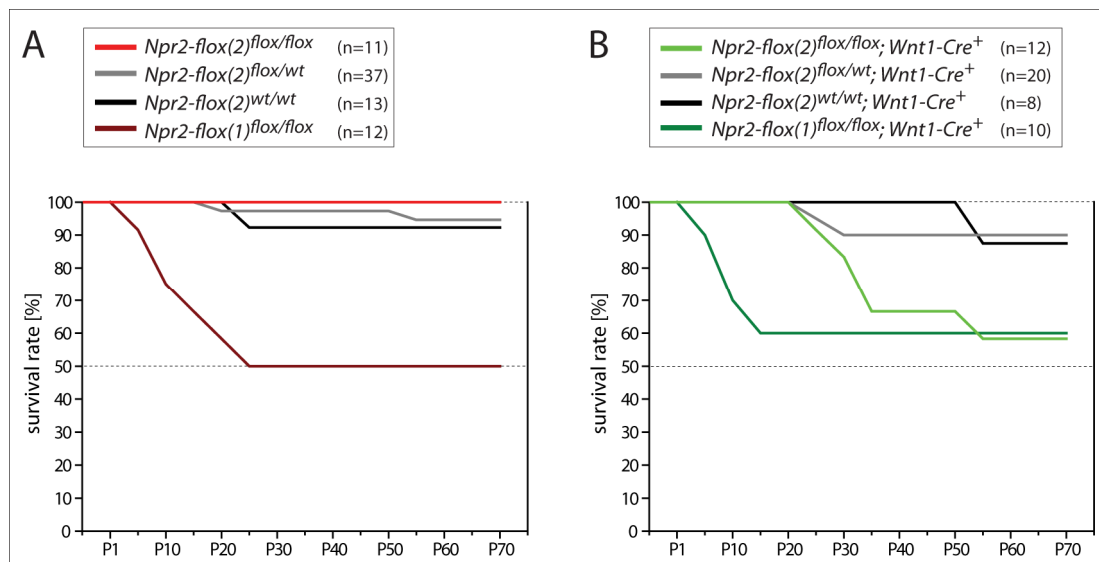 A
Npr2-flox(2)flox/flox (n=11)
Npr2-flox(2)flox/wt (n=37)
Npr2-flox(2)wt/wt (n=13)
Npr2-flox(1)flox/flox (n=12)
survival rate [%]
100
90
80
70
60
50
40
30
20
10
0
P1 P10 P20 P30 P40 P50 P60 P70
B
Npr2-flox(2)flox/flox; Wnt1-Cre+ (n=12)
Npr2-flox(2)flox/wt; Wnt1-Cre+ (n=20)
Npr2-flox(2)wt/wt; Wnt1-Cre+ (n=8)
Npr2-flox(1)flox/flox; Wnt1-Cre+ (n=10)
survival rate [%]
100
90
80
70
60
50
40
30
20
10
0
P1 P10 P20 P30 P40 P50 P60 P70